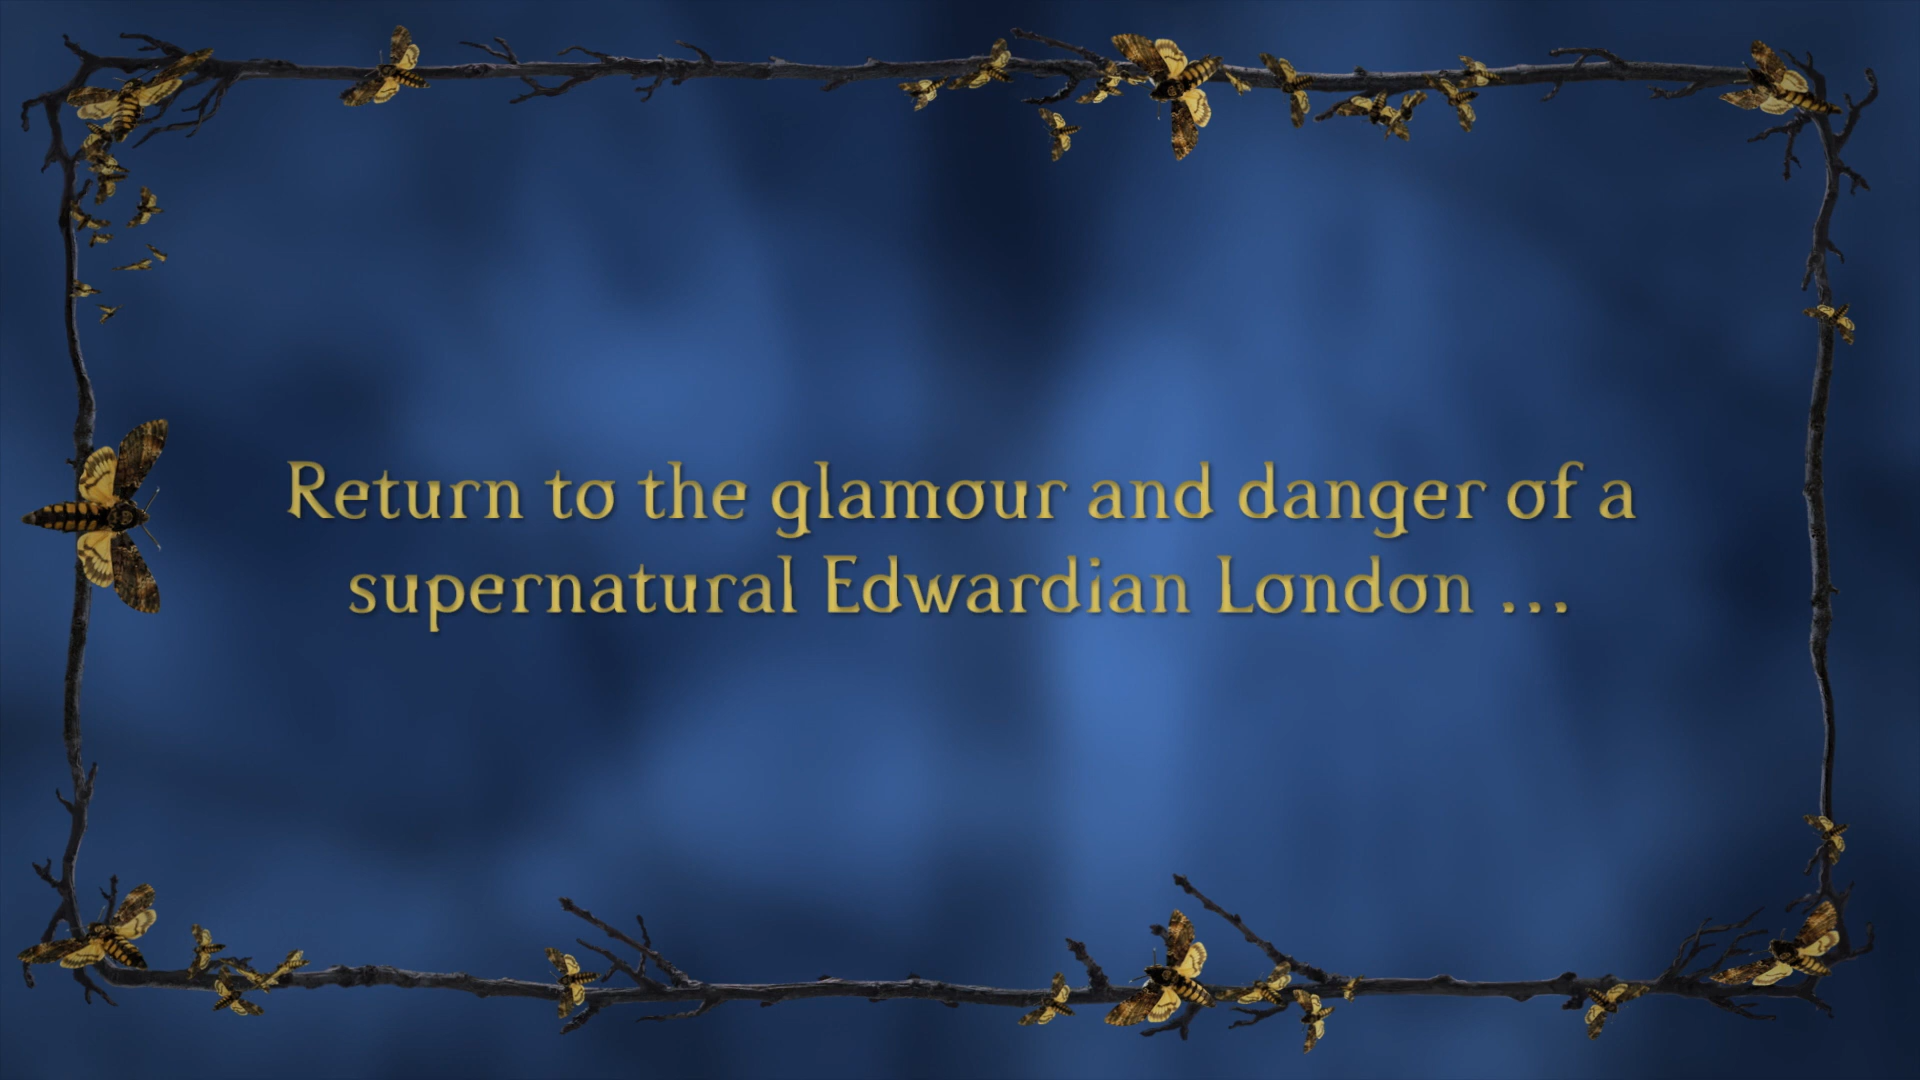 Return to the glamour and danger of a
supernatural Edwardian London ...